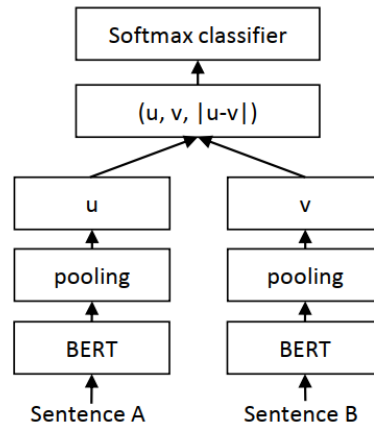 Softmax classifier
(u, v, |u-v|)
u
v
pooling
pooling
BERT
BERT
Sentence A
Sentence B